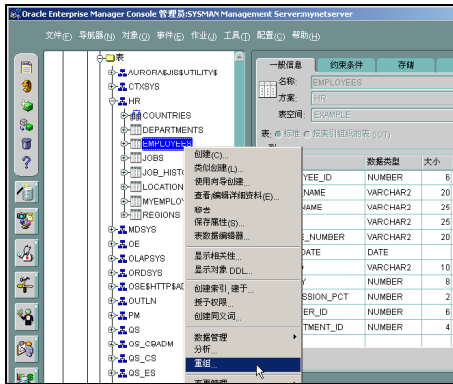 Oracle Enterprise Manager Console 管理员:SYSMAN Management Server:mynetserver
文件(F) 导航器(N) 对象(O) 事件(E) 作业(J) 工具(T) 配置(C) 帮助(H)
表
AURORA$JIS$UTILITY$
CTXSYS
HR
COUNTRIES
DEPARTMENTS
EMPLOYEES
JOBS
JOB_HISTO
LOCATION
MYEMPLO
REGIONS
MDSYS
OE
OLAPSYS
ORDSYS
OSE$HTTP$AD
OUTLN
PM
QS
QS_CBADM
QS_CS
QS_ES
创建(C)...
类似创建(L)...
使用向导创建...
查看/编辑详细资料(E)...
移去
保存属性(S)...
表数据编辑器...
显示相关性...
显示对象 DDL...
创建索引,建于...
授予权限...
创建同义词...
数据管理
分析...
重组...
一般信息 约束条件 存储
名称: EMPLOYEES
方案: HR
表空间: EXAMPLE
表: 标准 按索引组织的表 (IOT)
数据类型 大小
YEE_ID NUMBER 6
NAME VARCHAR2 20
NAME VARCHAR2 25
VARCHAR2 25
E_NUMBER VARCHAR2 20
DATE DATE
VARCHAR2 10
Y NUMBER 8
SSION_PCT NUMBER 2
ER_ID NUMBER 6
TMENT_ID NUMBER 4